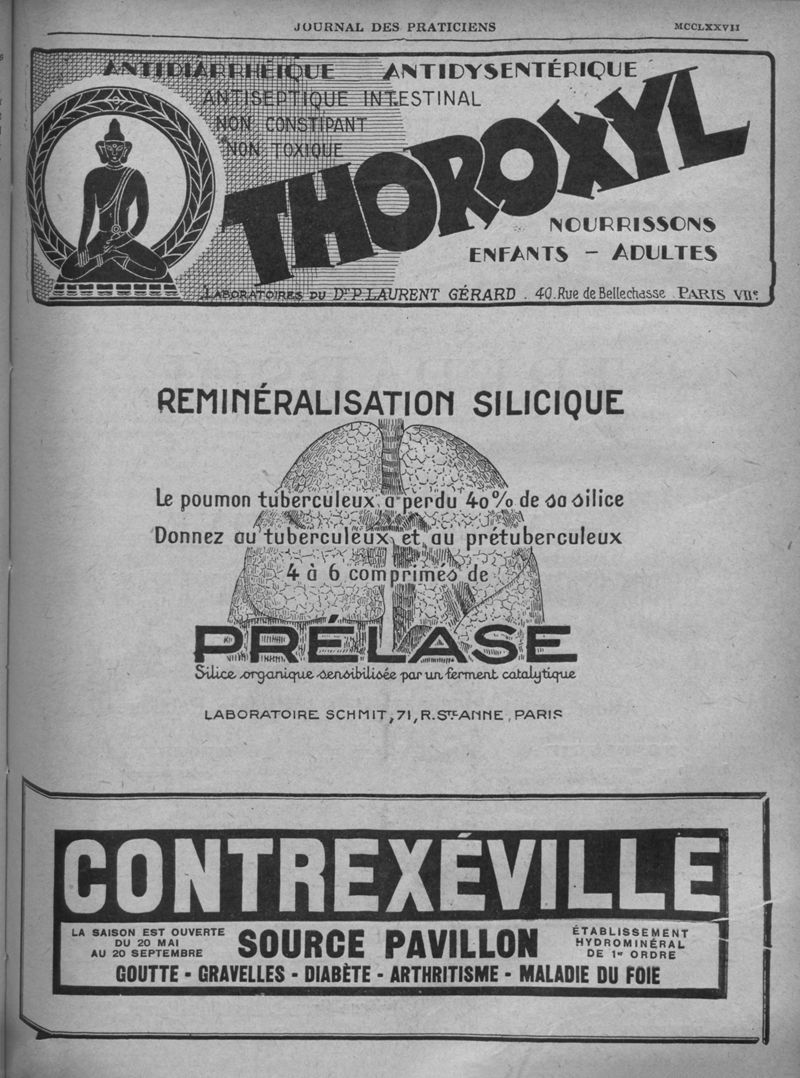 JOURNAL DES PRATICIENS
MCCLXXVII
ANTIDIARRHÉIQUE ANTIDYSENTÉRIQUE
ANTISEPTIQUE INTESTINAL
NON CONSTIPANT
NON TOXIQUE
THOROXYL
NOURRISSONS
ENFANTS - ADULTES
LABORATOIRES DU Dr P. LAURENT GÉRARD . 40. Rue de Bellechasse . PARIS VIIe
REMINÉRALISATION SILICIQUE
Le poumon tuberculeux a perdu 40% de sa silice
Donnez au tuberculeux et au prétuberculeux
4 à 6 comprimés de
PRÉLASE
Silice organique sensibilisée par un ferment catalytique
LABORATOIRE SCHMIT, 71, R. STE-ANNE, PARIS
CONTREXÉVILLE
LA SAISON EST OUVERTE
DU 20 MAI
AU 20 SEPTEMBRE
SOURCE PAVILLON
ÉTABLISSEMENT
HYDROMINÉRAL
DE 1er ORDRE
GOUTTE - GRAVELLES - DIABÈTE - ARTHRITISME - MALADIE DU FOIE